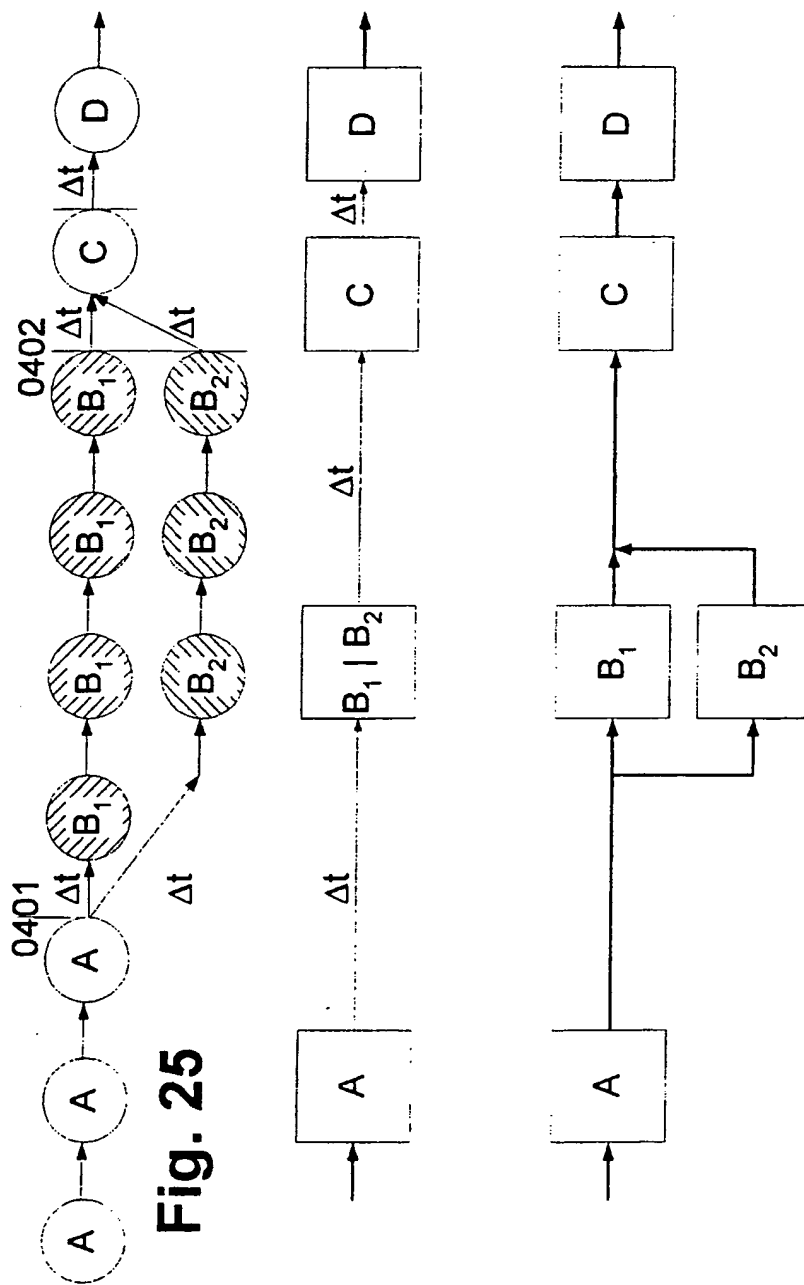 0401 0402
A A A Δt B₁ B₁ B₁ B₁ Δt C Δt D
Δt B₂ B₂ B₂ Δt
Fig. 25
A Δt B₁ | B₂ Δt C Δt D
A B₁ C D
B₂